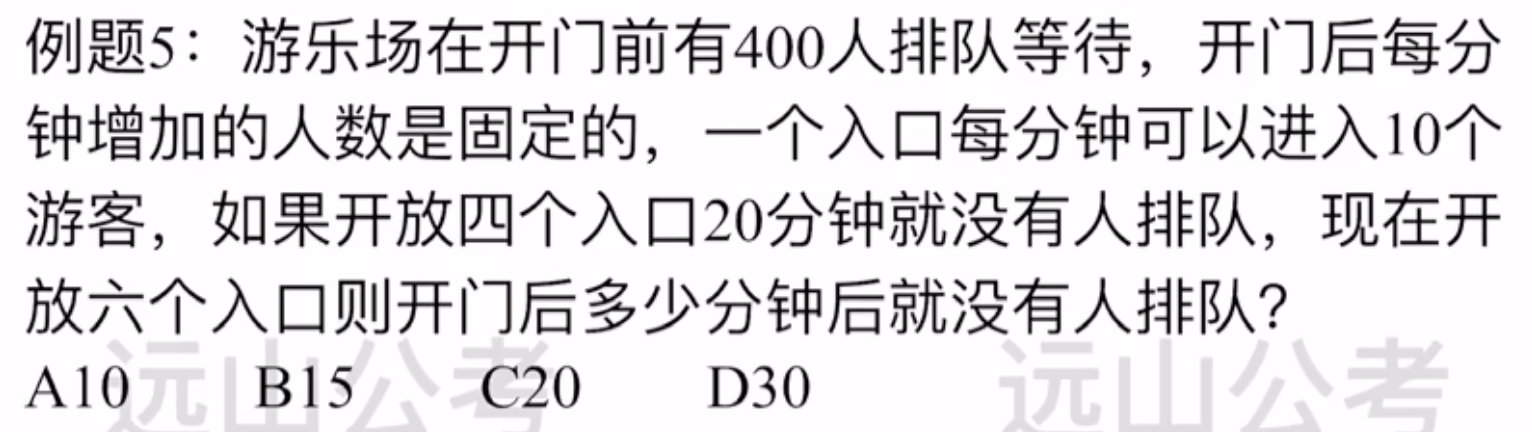 例题5：游乐场在开门前有400人排队等待，开门后每分
钟增加的人数是固定的，一个入口每分钟可以进入10个
游客，如果开放四个入口20分钟就没有人排队，现在开
放六个入口则开门后多少分钟后就没有人排队？
A10 B15 C20 D30
远山公考 远山公考